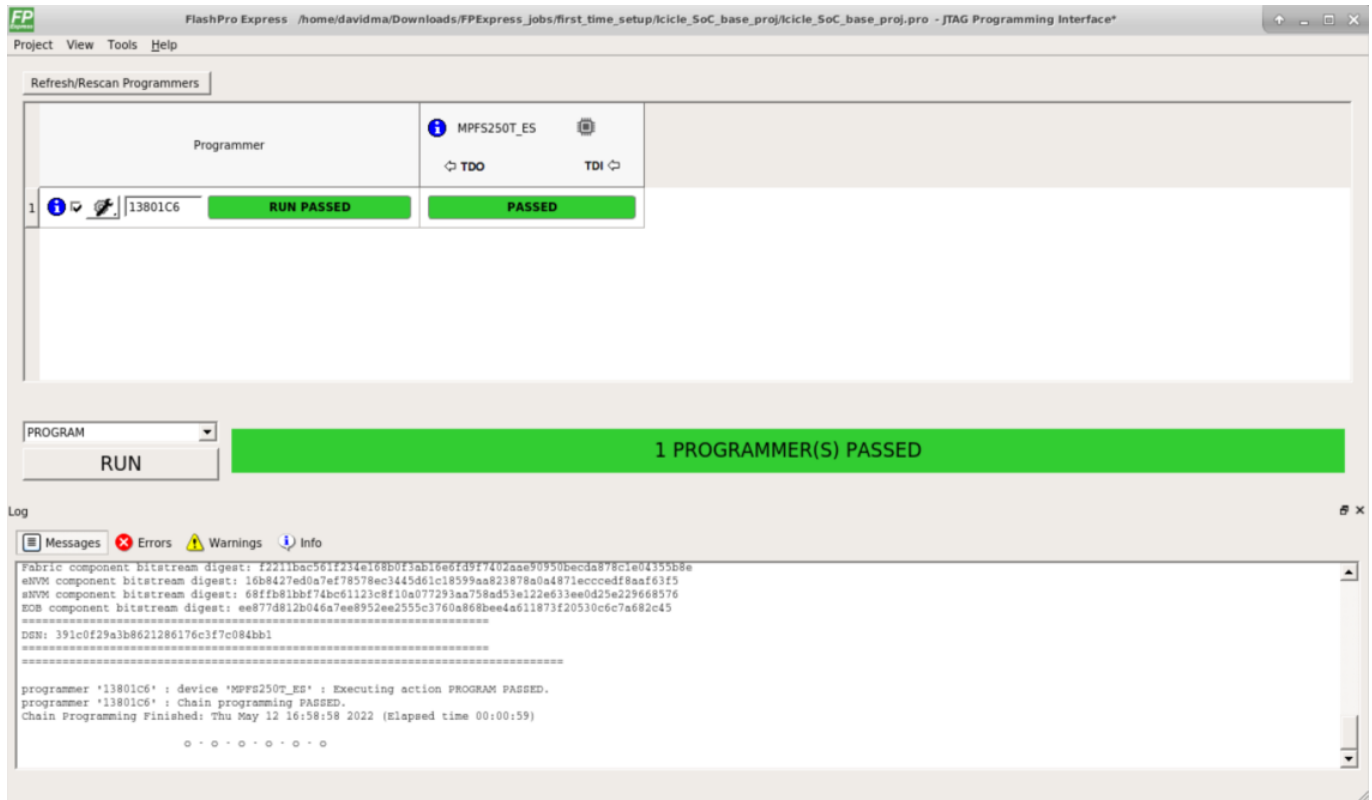 FP
FlashPro Express /home/davidma/Downloads/FPExpress_jobs/first_time_setup/Icicle_SoC_base_proj/Icicle_SoC_base_proj.pro - JTAG Programming Interface*
Project View Tools Help
Refresh/Rescan Programmers
Programmer
MPFS250T_ES
TDO TDI
1 13801C6 RUN PASSED PASSED
PROGRAM
RUN
1 PROGRAMMER(S) PASSED
Log
Messages Errors Warnings Info
Fabric component bitstream digest: f2211bac561f234e168b0f3ab16e6fd9f7402aae90950becda878c1e04355b8e
eNVM component bitstream digest: 16b8427ed0a7ef78578ec3445d61c18599aa823878a0a4871ecccedf8aaf63f5
sNVM component bitstream digest: 68ffb81bbf74bc61123c8f10a077293aa758ad53e122e633ee0d25e229668576
EOB component bitstream digest: ee877d812b046a7ee8952ee2555c3760a868bee4a611873f20530c6c7a682c45
=====================================================================
DSN: 391c0f29a3b8621286176c3f7c084bb1
=====================================================================
================================================================================
programmer '13801C6' : device 'MPFS250T_ES' : Executing action PROGRAM PASSED.
programmer '13801C6' : Chain programming PASSED.
Chain Programming Finished: Thu May 12 16:58:58 2022 (Elapsed time 00:00:59)
o - o - o - o - o - o